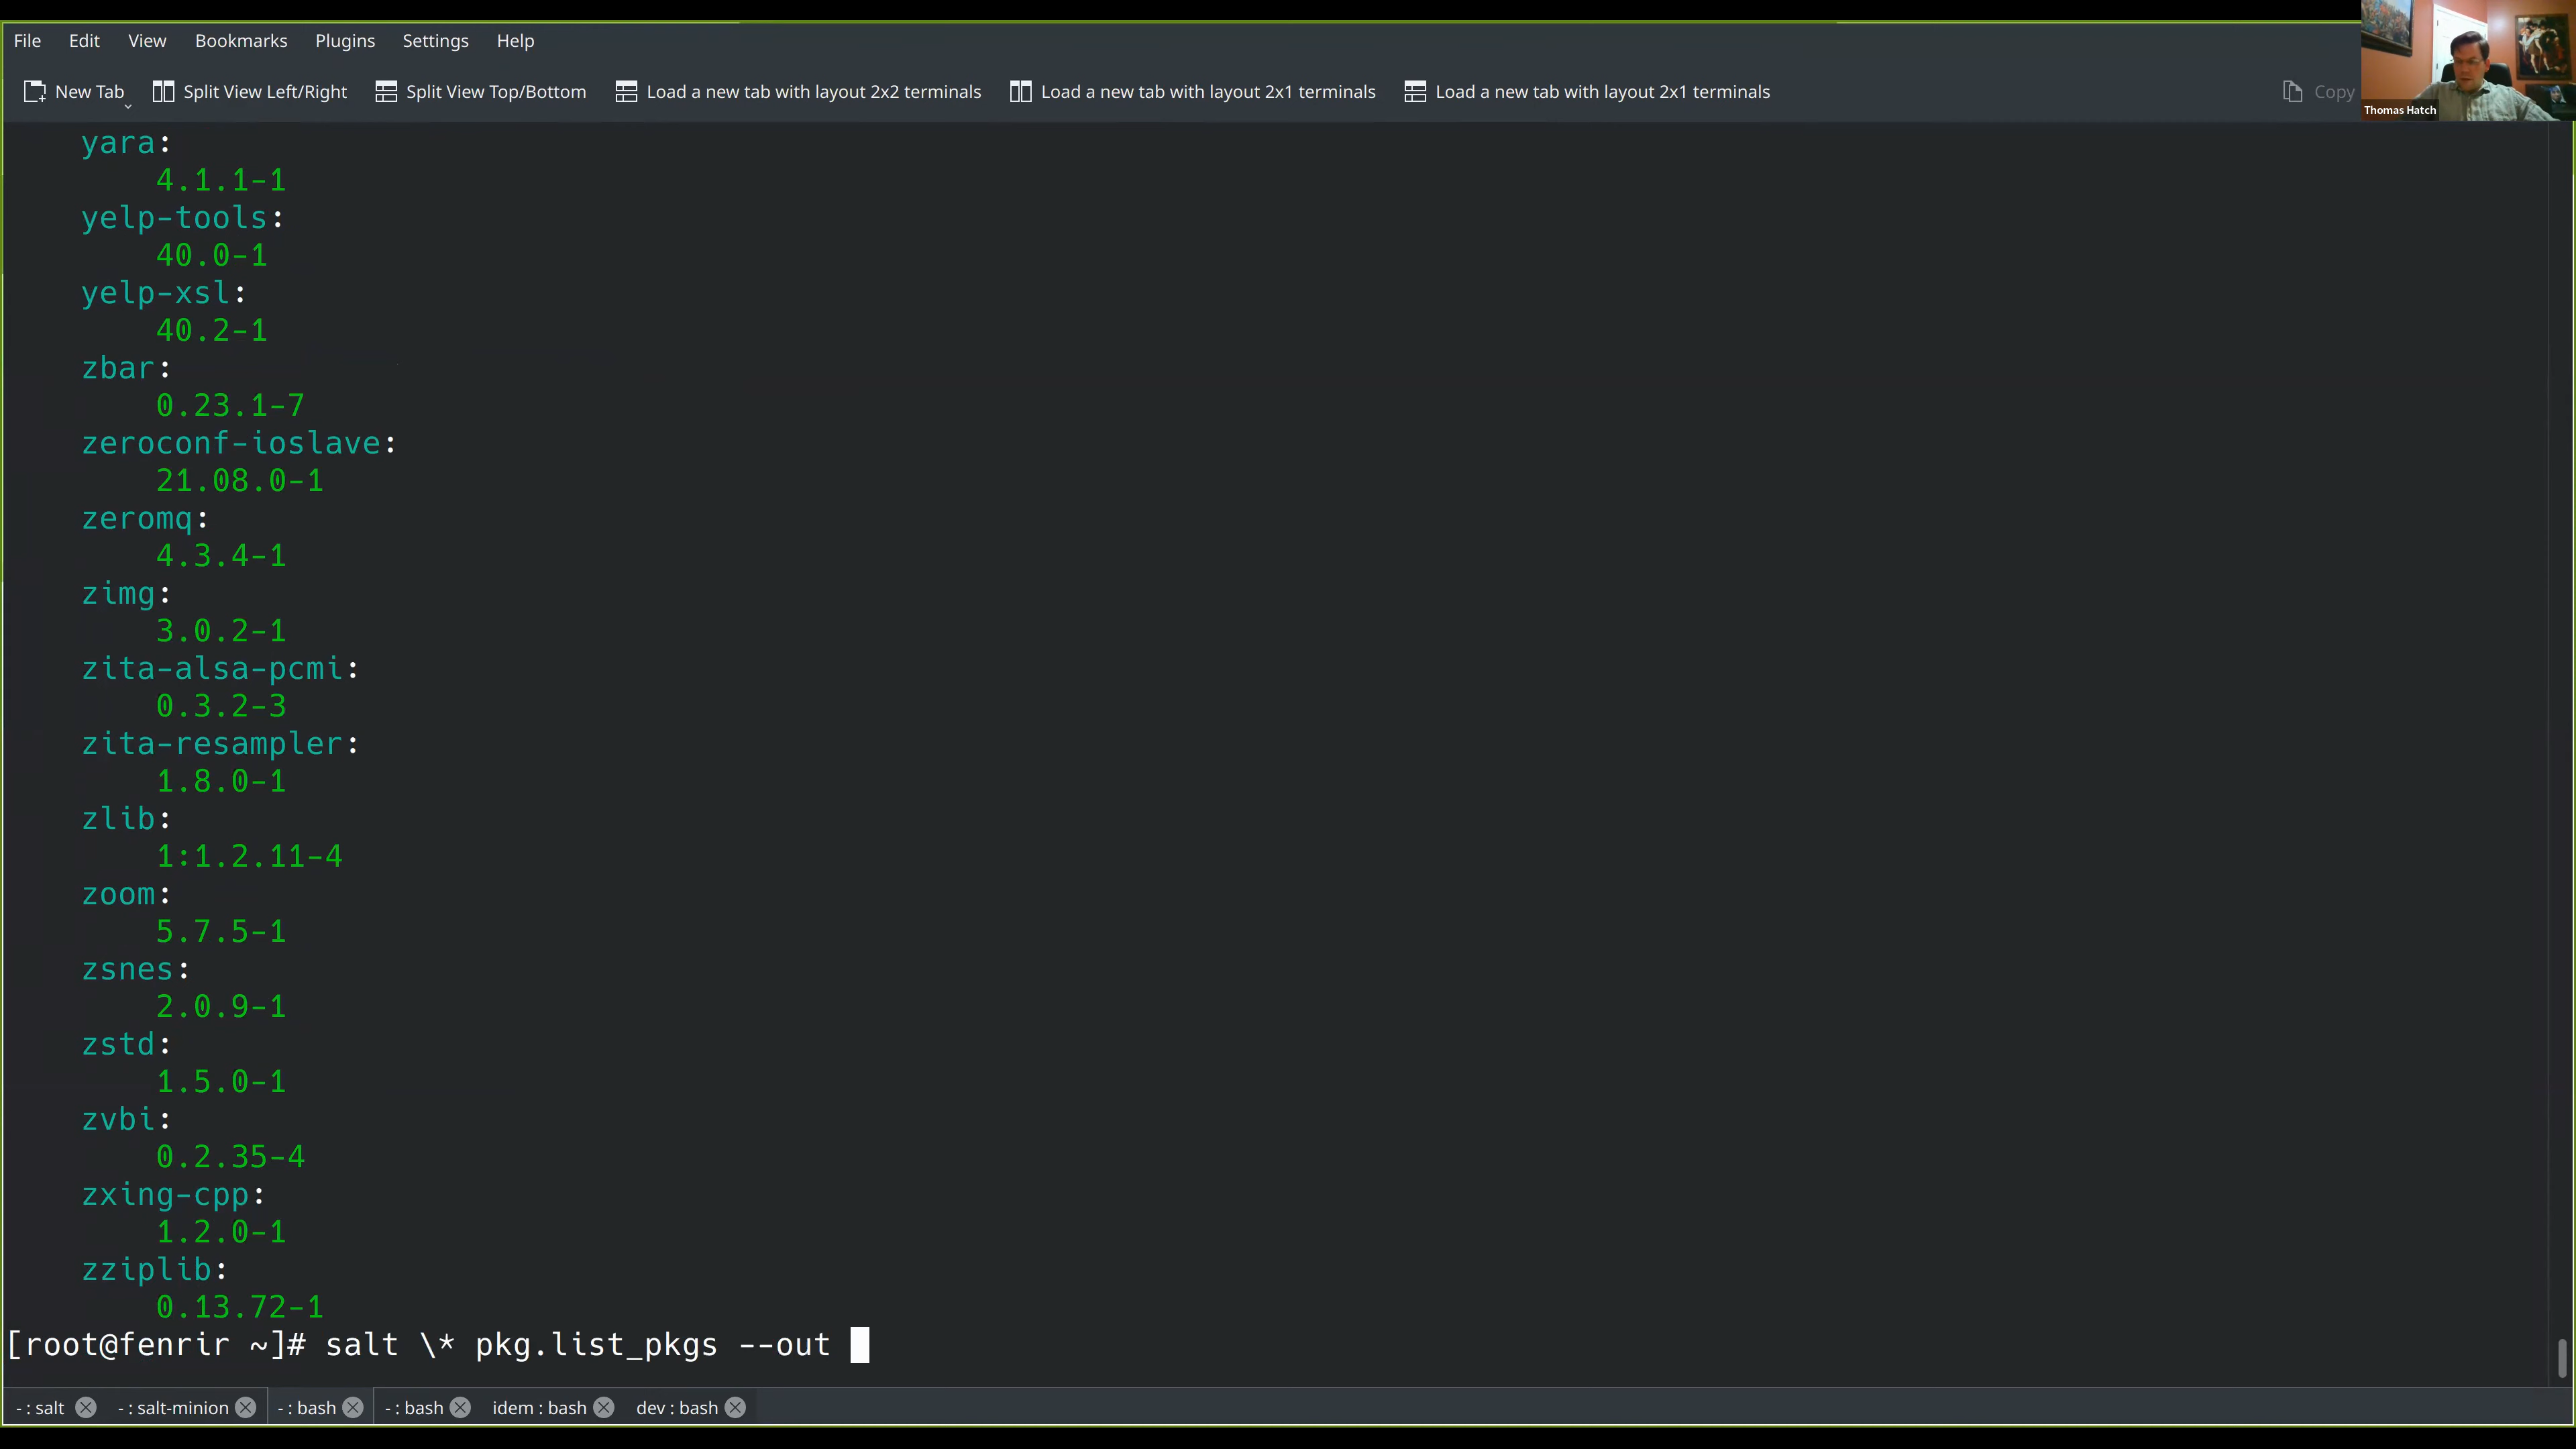 File Edit View Bookmarks Plugins Settings Help
New Tab Split View Left/Right Split View Top/Bottom Load a new tab with layout 2x2 terminals Load a new tab with layout 2x1 terminals Load a new tab with layout 2x1 terminals Copy
Thomas Hatch
yara:
4.1.1-1
yelp-tools:
40.0-1
yelp-xsl:
40.2-1
zbar:
0.23.1-7
zeroconf-ioslave:
21.08.0-1
zeromq:
4.3.4-1
zimg:
3.0.2-1
zita-alsa-pcmi:
0.3.2-3
zita-resampler:
1.8.0-1
zlib:
1:1.2.11-4
zoom:
5.7.5-1
zsnes:
2.0.9-1
zstd:
1.5.0-1
zvbi:
0.2.35-4
zxing-cpp:
1.2.0-1
zziplib:
0.13.72-1
[root@fenrir ~]# salt \* pkg.list_pkgs --out
- : salt - : salt-minion - : bash - : bash idem : bash dev : bash